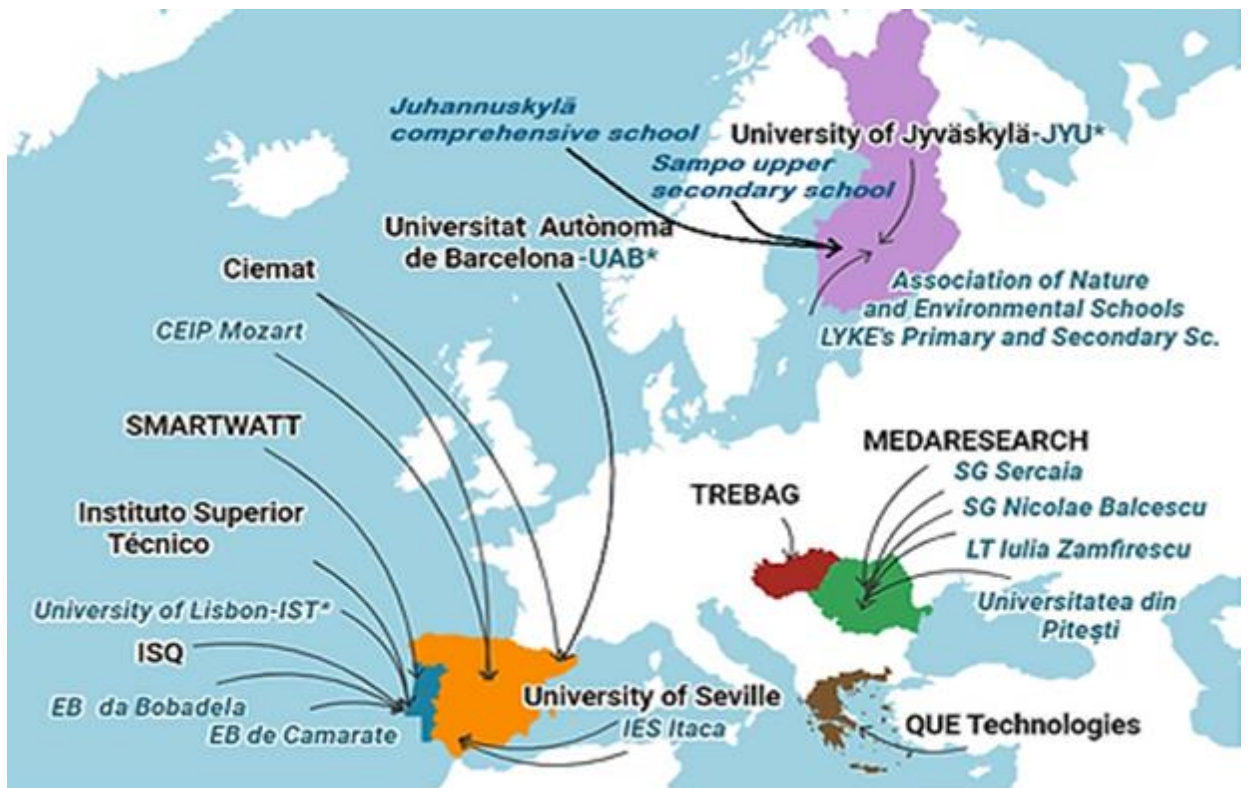 Juhannuskylä
comprehensive school
University of Jyväskylä-JYU*
Sampo upper
secondary school
Universitat Autònoma
de Barcelona-UAB*
Ciemat
Association of Nature
and Environmental Schools
LYKE's Primary and Secondary Sc.
CEIP Mozart
SMARTWATT
MEDARESEARCH
SG Sercaia
TREBAG
SG Nicolae Balcescu
Instituto Superior
Técnico
LT Iulia Zamfirescu
University of Lisbon-IST*
Universitatea din
Pitești
ISQ
EB da Bobadela
EB de Camarate
University of Seville
IES Itaca
QUE Technologies